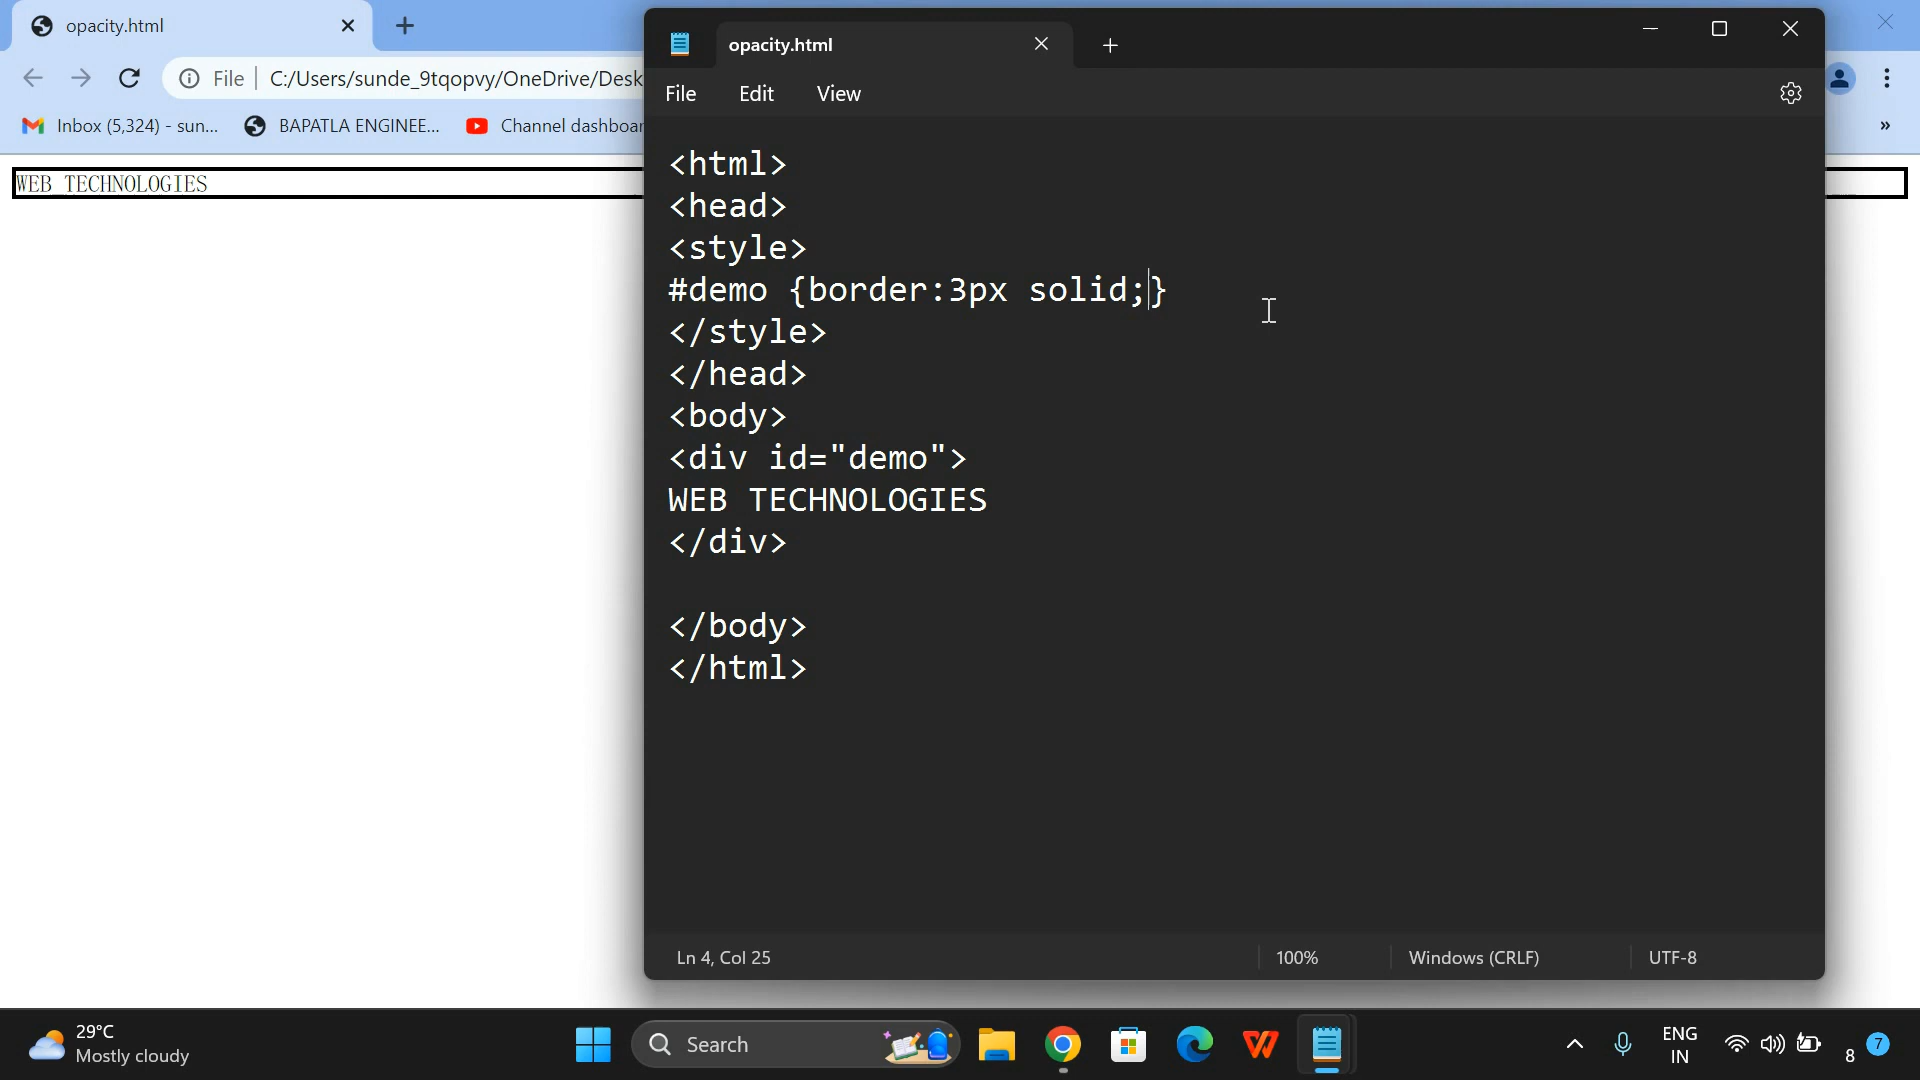 opacity.html
File
C:/Users/sunde_9tqopvy/OneDrive/Desk
Inbox (5,324) - sun...
BAPATLA ENGINEE...
Channel dashboar
»
WEB TECHNOLOGIES
opacity.html
File
Edit
View
<html>
<head>
<style>
#demo {border:3px solid;}
</style>
</head>
<body>
<div id="demo">
WEB TECHNOLOGIES
</div>
</body>
</html>
Ln 4, Col 25
100%
Windows (CRLF)
UTF-8
29°C
Mostly cloudy
Search
ENG
IN
8
7